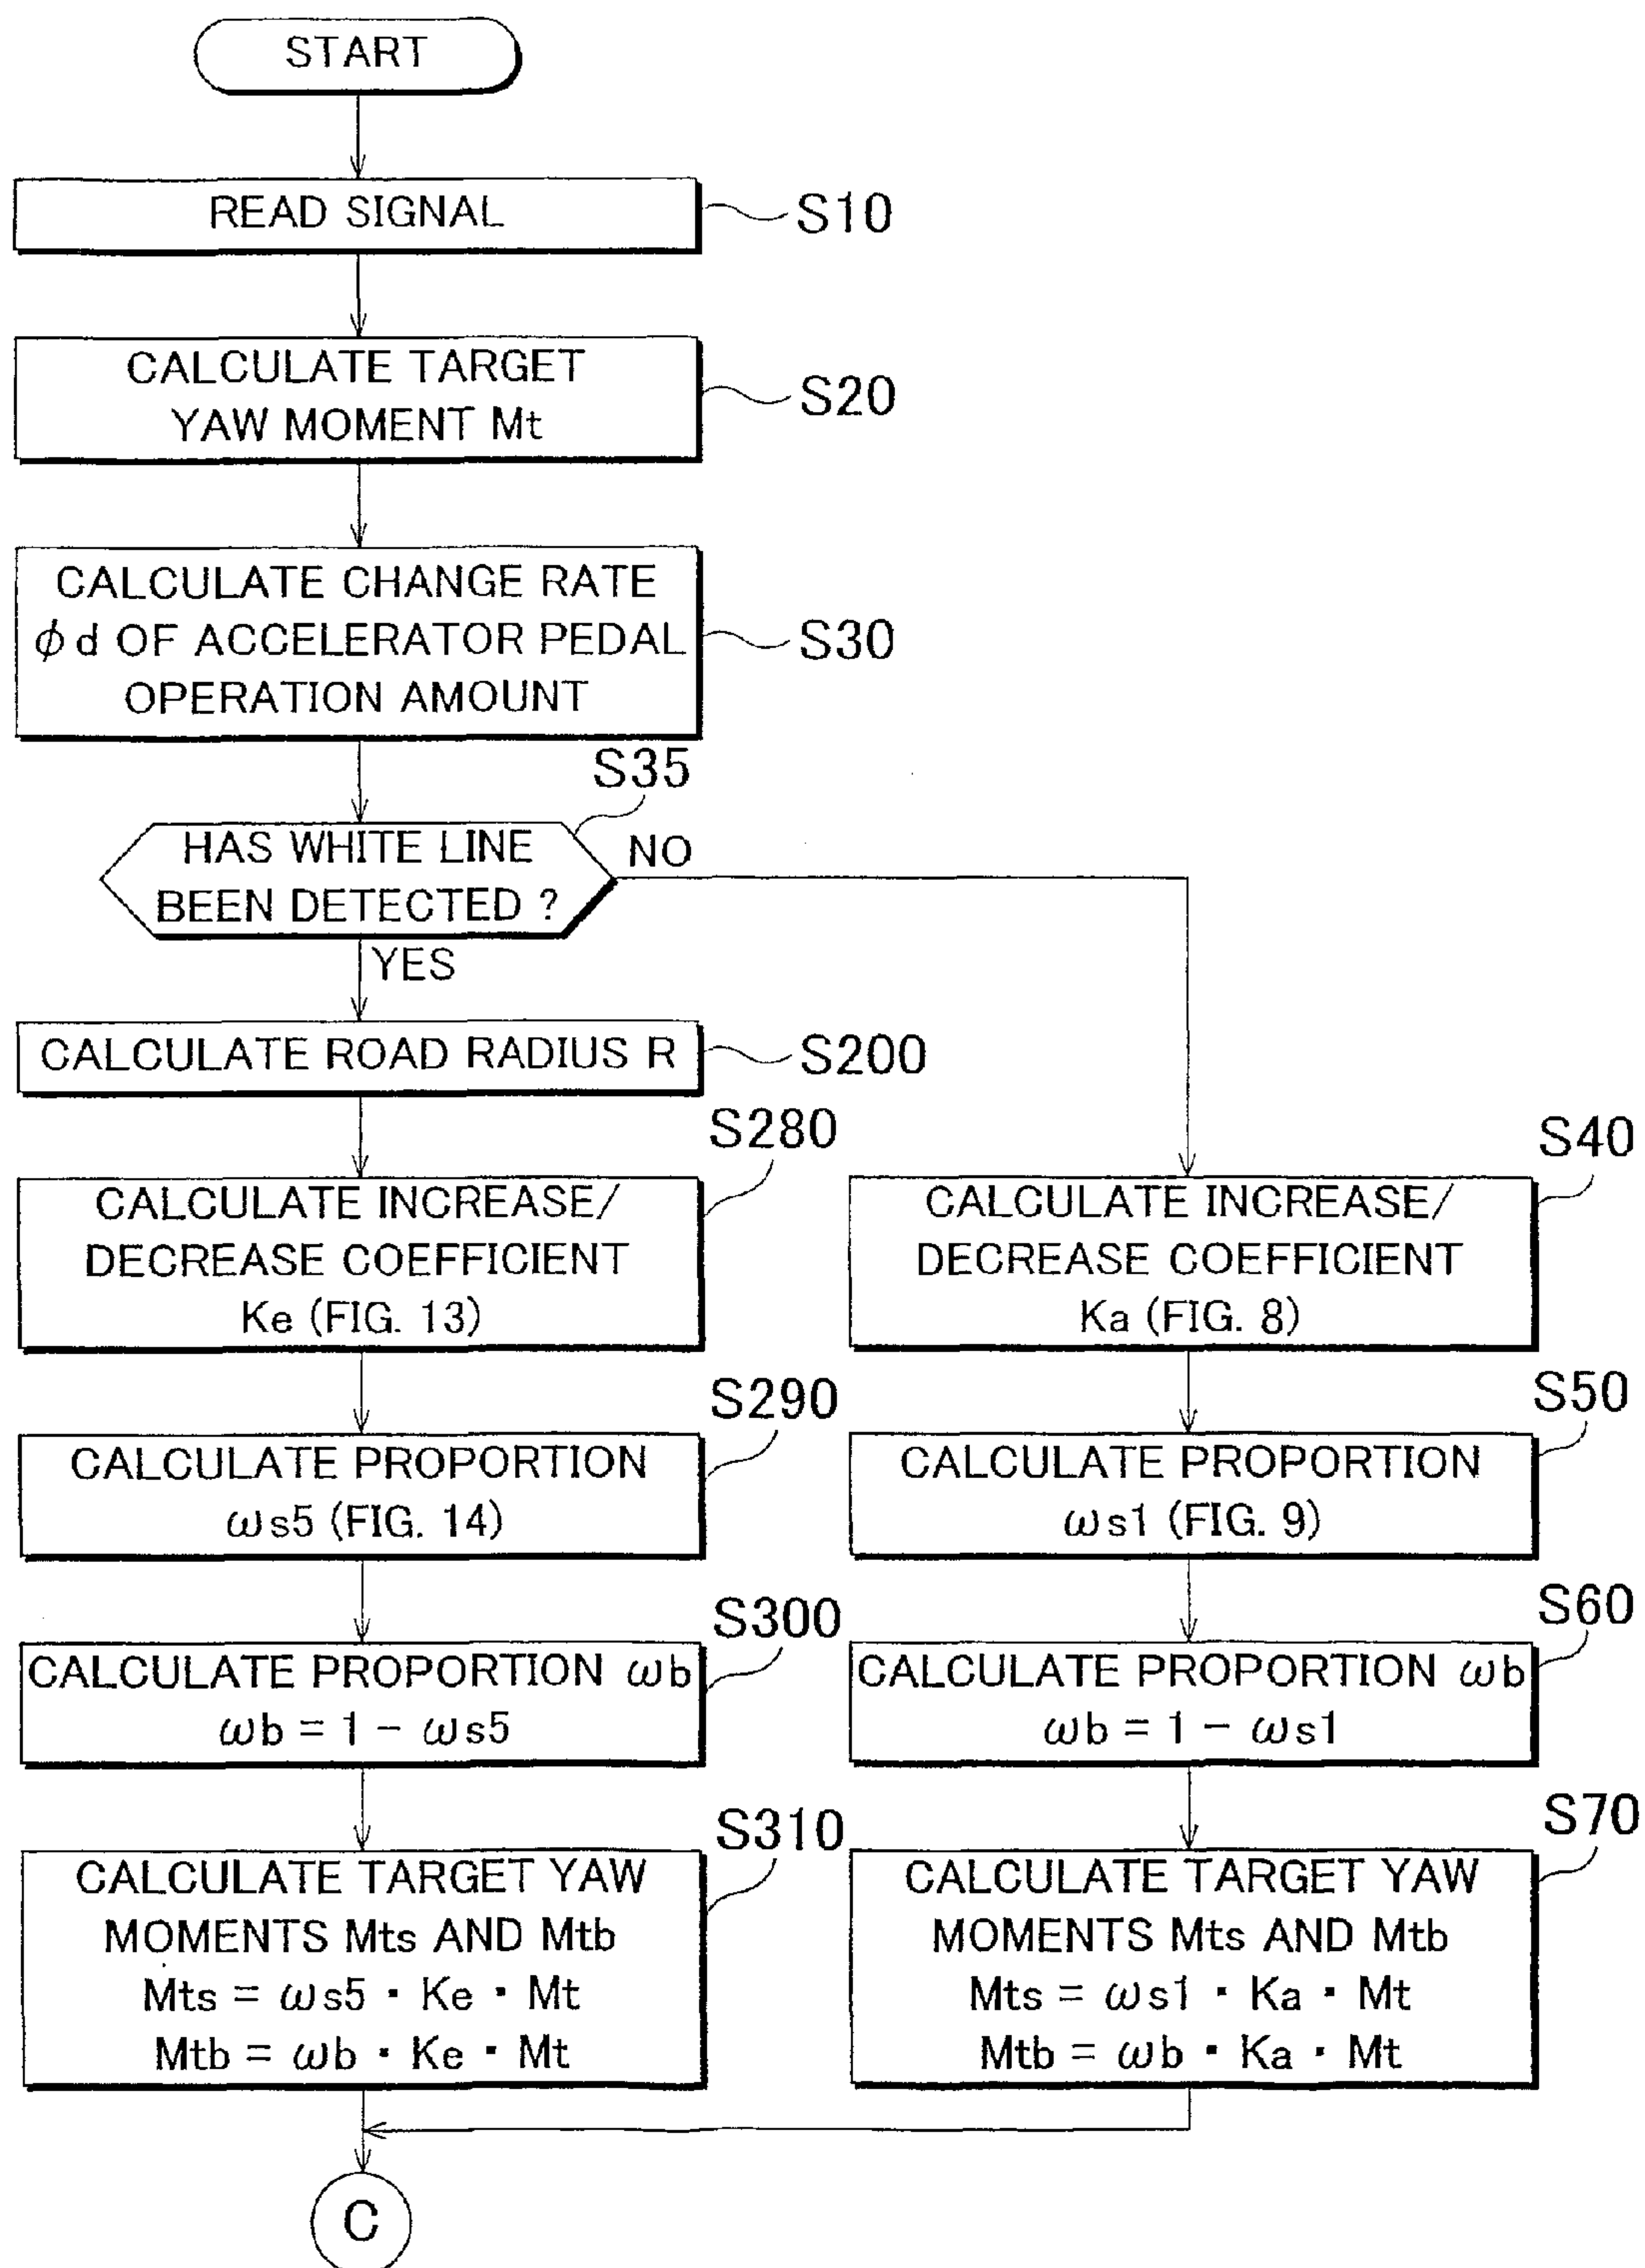 START
READ SIGNAL
S10
CALCULATE TARGET
YAW MOMENT Mt
S20
CALCULATE CHANGE RATE
ϕd OF ACCELERATOR PEDAL
OPERATION AMOUNT
S30
S35
HAS WHITE LINE
BEEN DETECTED ?
NO
YES
CALCULATE ROAD RADIUS R
S200
S280
CALCULATE INCREASE/
DECREASE COEFFICIENT
Ke (FIG. 13)
S290
CALCULATE PROPORTION
ωs5 (FIG. 14)
S300
CALCULATE PROPORTION ωb
ωb = 1 - ωs5
S310
CALCULATE TARGET YAW
MOMENTS Mts AND Mtb
Mts = ωs5 ・ Ke ・ Mt
Mtb = ωb ・ Ke ・ Mt
S40
CALCULATE INCREASE/
DECREASE COEFFICIENT
Ka (FIG. 8)
S50
CALCULATE PROPORTION
ωs1 (FIG. 9)
S60
CALCULATE PROPORTION ωb
ωb = 1 - ωs1
S70
CALCULATE TARGET YAW
MOMENTS Mts AND Mtb
Mts = ωs1 ・ Ka ・ Mt
Mtb = ωb ・ Ka ・ Mt
C